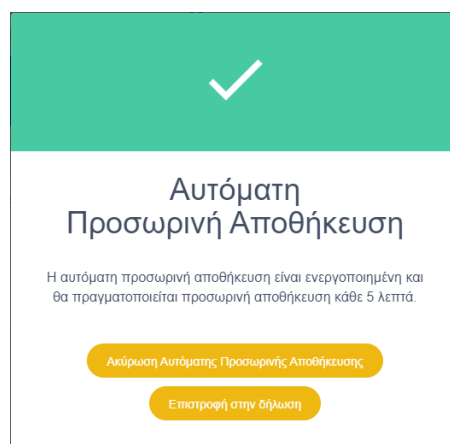 Αυτόματη
Προσωρινή Αποθήκευση
Η αυτόματη προσωρινή αποθήκευση είναι ενεργοποιημένη και
θα πραγματοποιείται προσωρινή αποθήκευση κάθε 5 λεπτά.
Ακύρωση Αυτόματης Προσωρινής Αποθήκευσης
Επιστροφή στην δήλωση